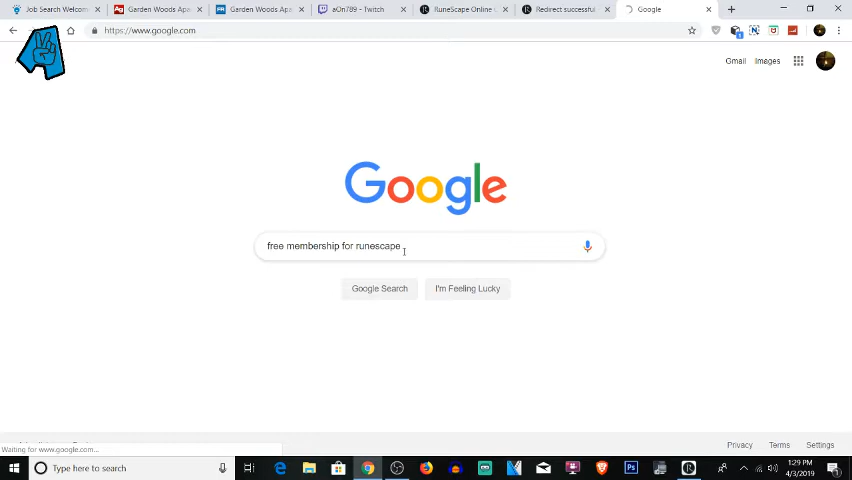 Job Search Welcom
Garden Woods Apa
Garden Woods Apa
aOn789 - Twitch
RuneScape Online
Redirect successful
Google
https://www.google.com
Gmail
Images
Google
free membership for runescape
Google Search
I'm Feeling Lucky
Privacy
Terms
Settings
Waiting for www.google.com...
Type here to search
1:29 PM
4/3/2019